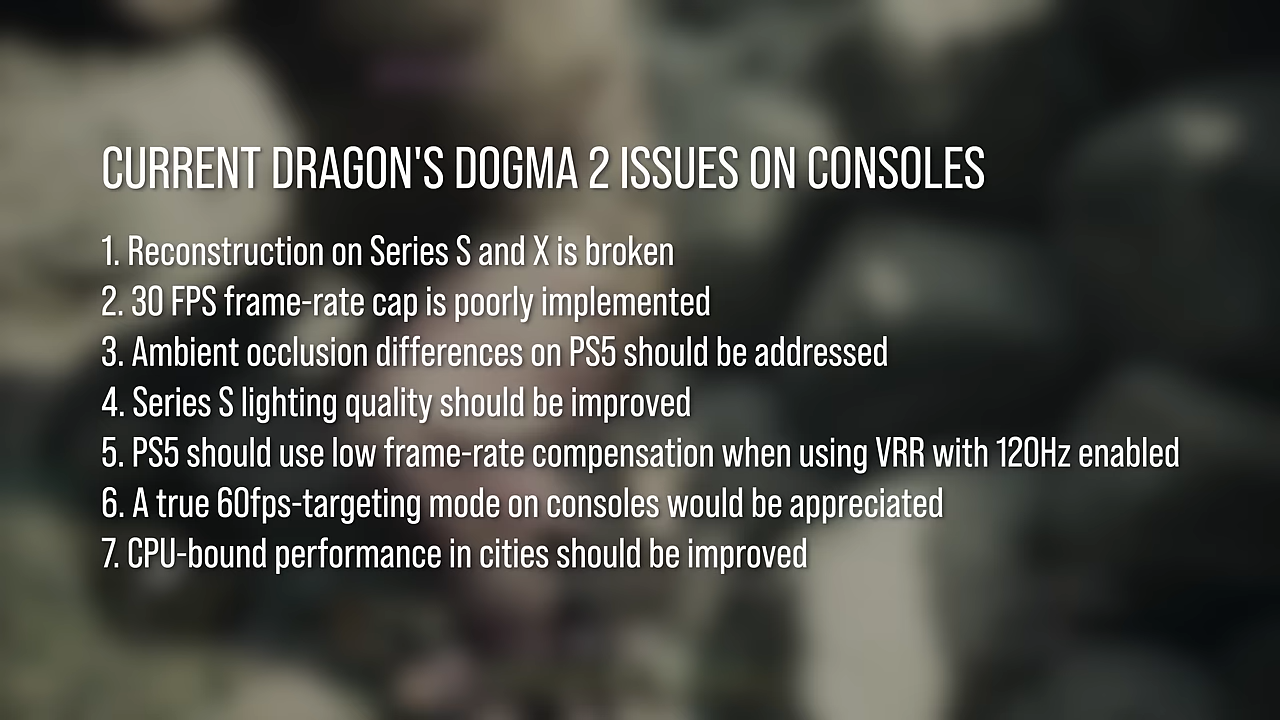 CURRENT DRAGON'S DOGMA 2 ISSUES ON CONSOLES
1. Reconstruction on Series S and X is broken
2. 30 FPS frame-rate cap is poorly implemented
3. Ambient occlusion differences on PS5 should be addressed
4. Series S lighting quality should be improved
5. PS5 should use low frame-rate compensation when using VRR with 120Hz enabled
6. A true 60fps-targeting mode on consoles would be appreciated
7. CPU-bound performance in cities should be improved